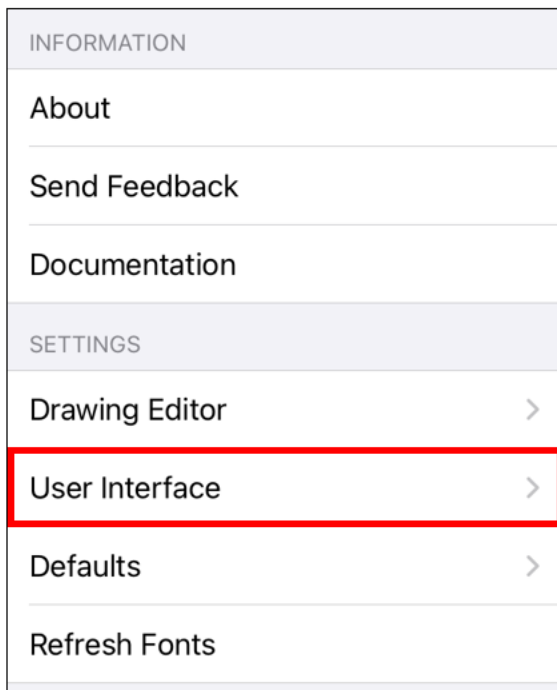 INFORMATION
About
Send Feedback
Documentation
SETTINGS
Drawing Editor
User Interface
Defaults
Refresh Fonts